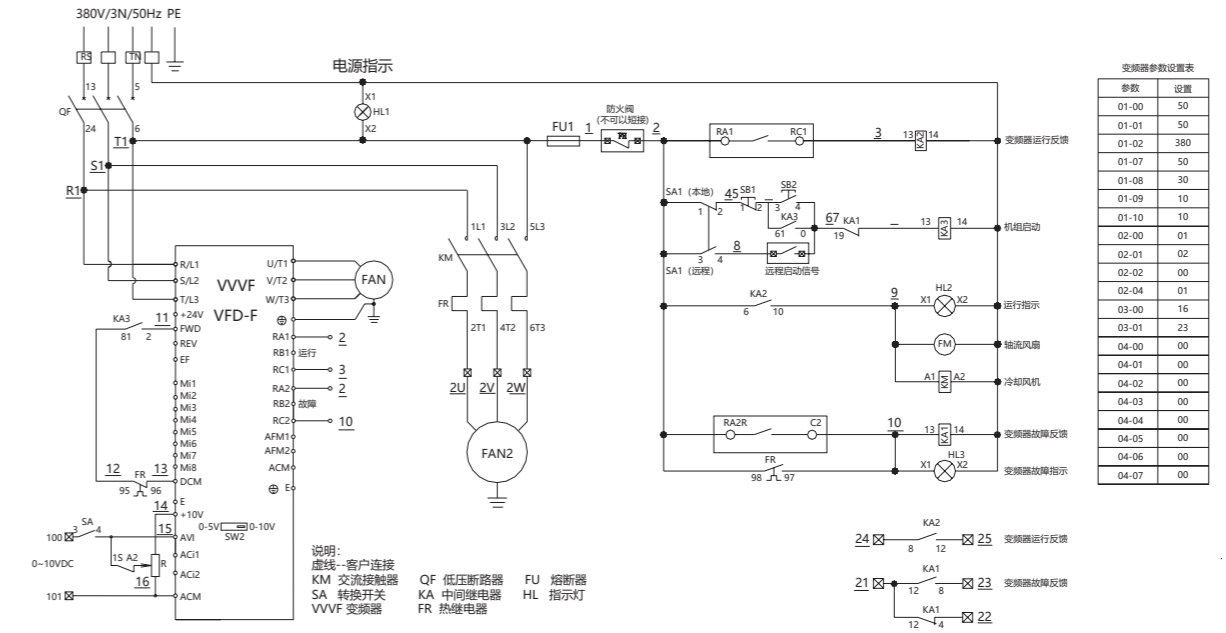 380V/3N/50Hz PE
RS
TN
13
5
QF
24
6
T1
S1
R1
电源指示
X1
HL1
X2
FU1
1
防火阀
(不可以短接)
PH
2
RA1
RC1
3
13
KA2
14
变频器运行反馈
SA1 (本地)
1
2
45
SB1
1
2
SB2
3
4
KA3
61
0
67
KA1
19
13
KA3
14
机组启动
8
3
4
SA1 (远程)
远程启动信号
KA2
6
10
9
HL2
X1
X2
运行指示
FM
轴流风扇
A1
KM
A2
冷却风机
RA2R
C2
10
13
KA1
14
变频器故障反馈
FR
98
97
HL3
X1
X2
变频器故障指示
1L1
3L2
5L3
KM
FR
2T1
4T2
6T3
2U
2V
2W
FAN2
VVVF
VFD-F
R/L1
S/L2
T/L3
+24V
FWD
REV
EF
Mi1
Mi2
Mi3
Mi4
Mi5
Mi6
Mi7
Mi8
DCM
E
+10V
AVI
ACi1
ACi2
ACM
U/T1
V/T2
W/T3
FAN
RA1
2
RB1
运行
RC1
3
RA2
2
RB2
故障
RC2
10
AFM1
AFM2
ACM
E
0-5V
0-10V
SW2
KA3
81
2
11
12
FR
13
95
96
14
SA
3
4
15
100
1S A2
R
0~10VDC
16
101
说明:
虚线--客户连接
KM 交流接触器 QF 低压断路器 FU 熔断器
SA 转换开关 KA 中间继电器 HL 指示灯
VVVF 变频器 FR 热继电器
24
KA2
8
12
25
变频器运行反馈
21
KA1
12
8
23
变频器故障反馈
KA1
12
4
22
变频器参数设置表
参数 设置
01-00 50
01-01 50
01-02 380
01-07 50
01-08 30
01-09 10
01-10 10
02-00 01
02-01 02
02-02 00
02-04 01
03-00 16
03-01 23
04-00 00
04-01 00
04-02 00
04-03 00
04-04 00
04-05 00
04-06 00
04-07 00